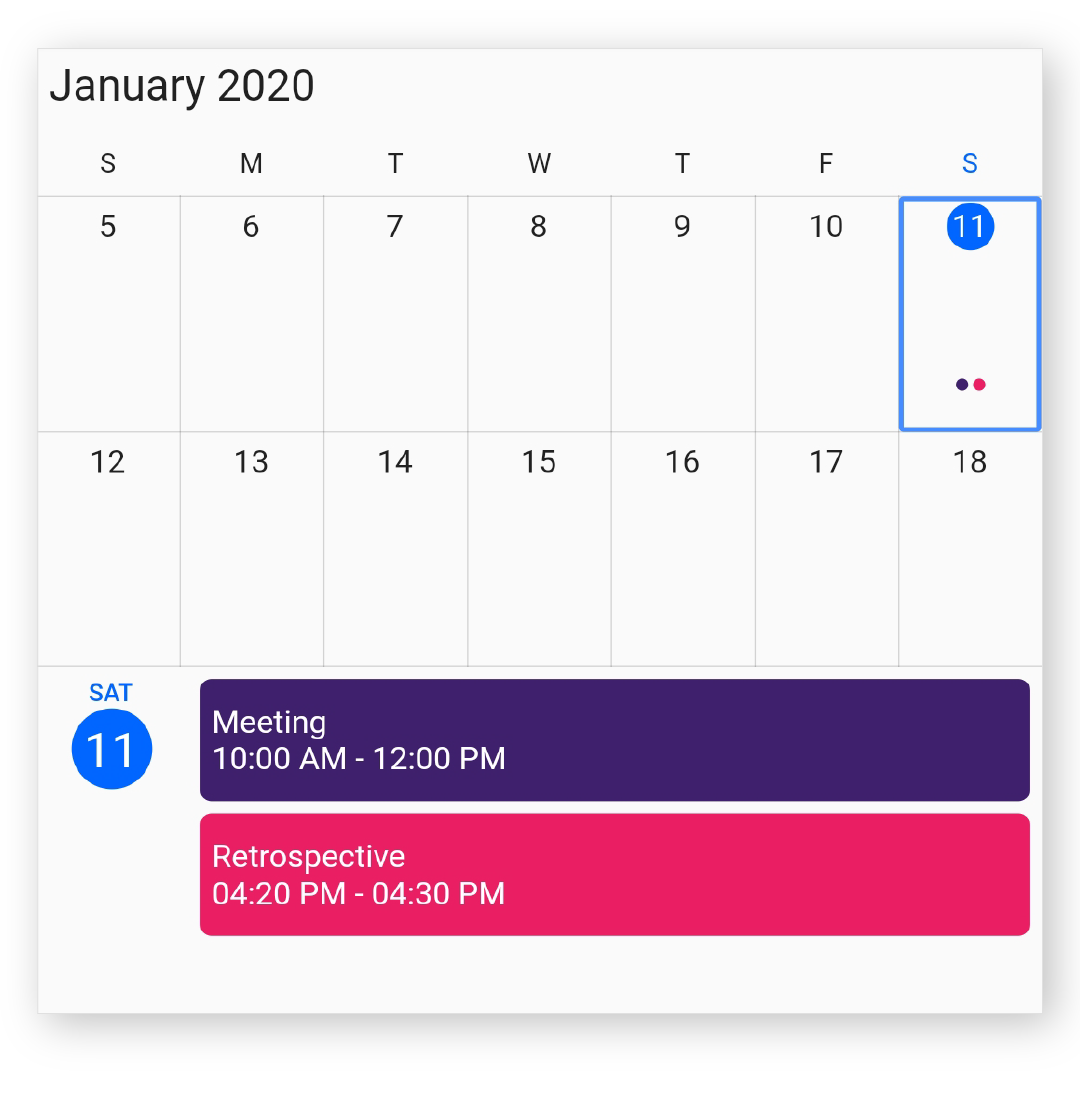 January 2020
S M T W T F S
5 6 7 8 9 10 11
12 13 14 15 16 17 18
SAT
11
Meeting
10:00 AM - 12:00 PM
Retrospective
04:20 PM - 04:30 PM